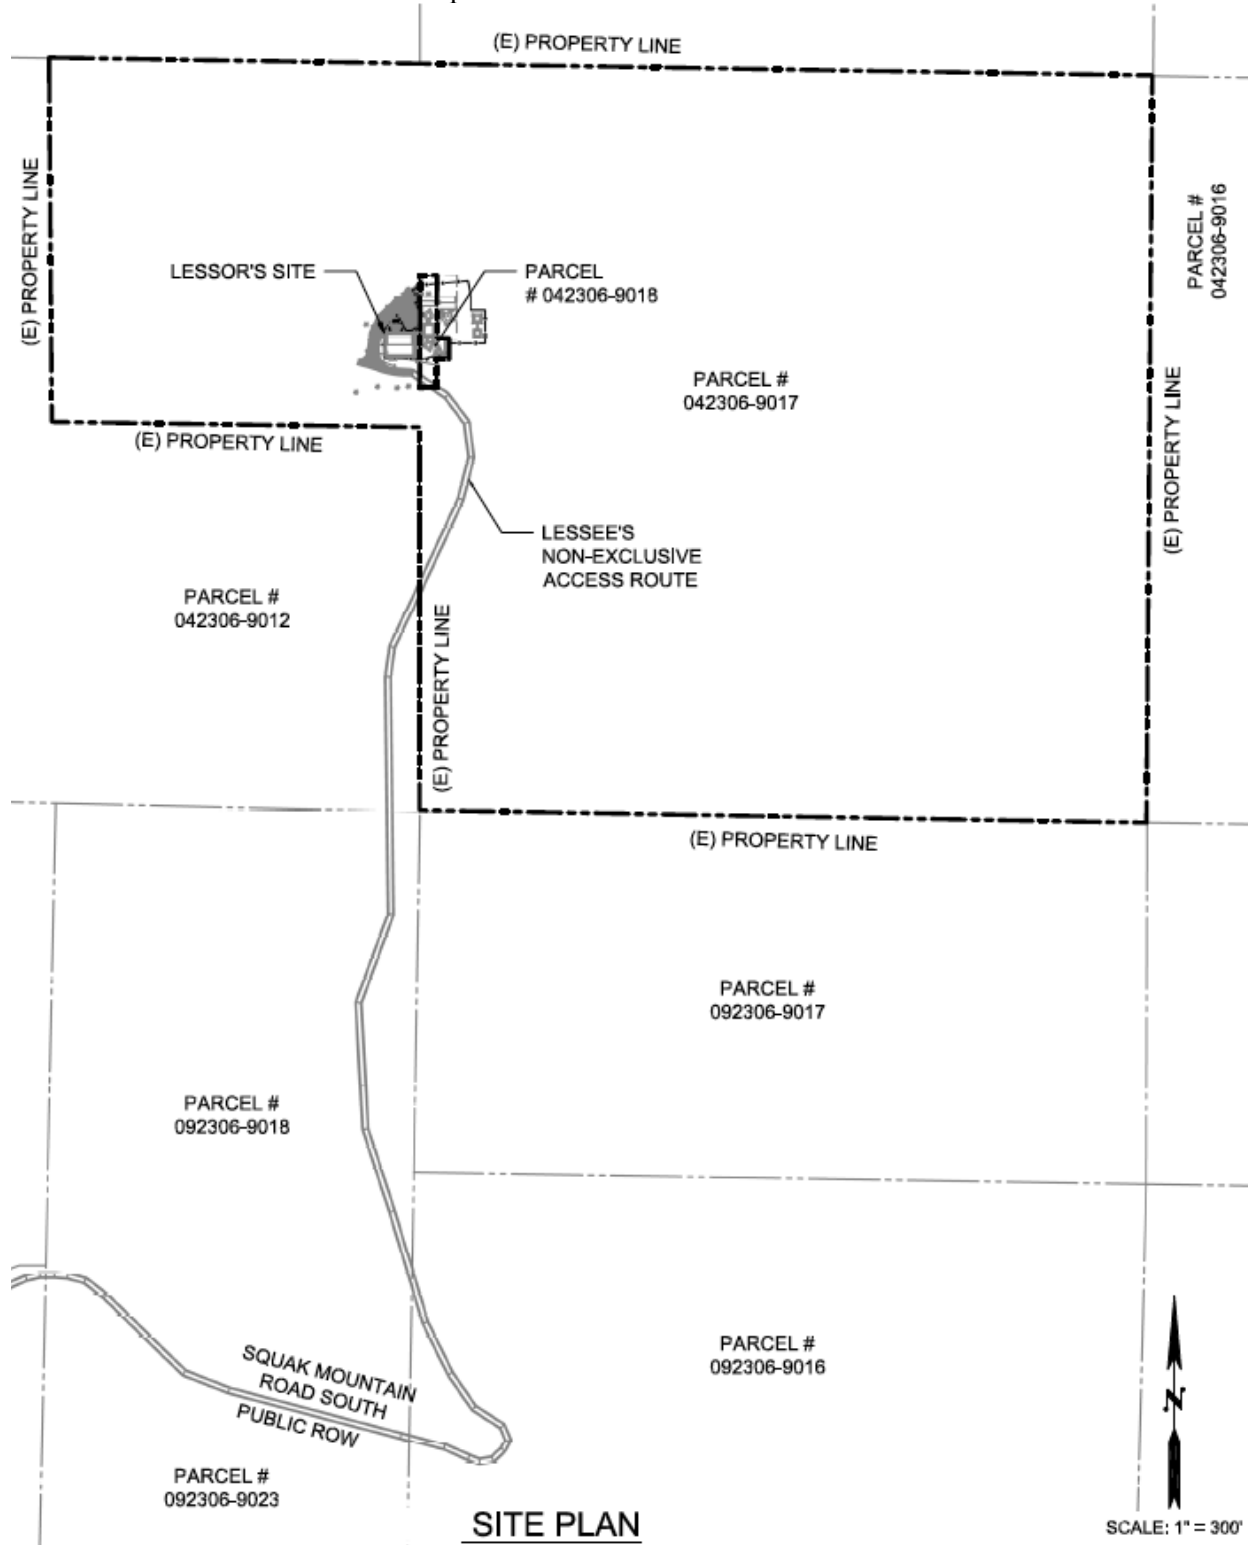 (E) PROPERTY LINE
(E) PROPERTY LINE
PARCEL #
042306-9016
LESSOR'S SITE
PARCEL
# 042306-9018
PARCEL #
042306-9017
(E) PROPERTY LINE
(E) PROPERTY LINE
LESSEE'S
NON-EXCLUSIVE
ACCESS ROUTE
PARCEL #
042306-9012
(E) PROPERTY LINE
(E) PROPERTY LINE
PARCEL #
092306-9017
PARCEL #
092306-9018
SQUAK MOUNTAIN
ROAD SOUTH
PUBLIC ROW
PARCEL #
092306-9016
N
PARCEL #
092306-9023
SITE PLAN
SCALE: 1" = 300'